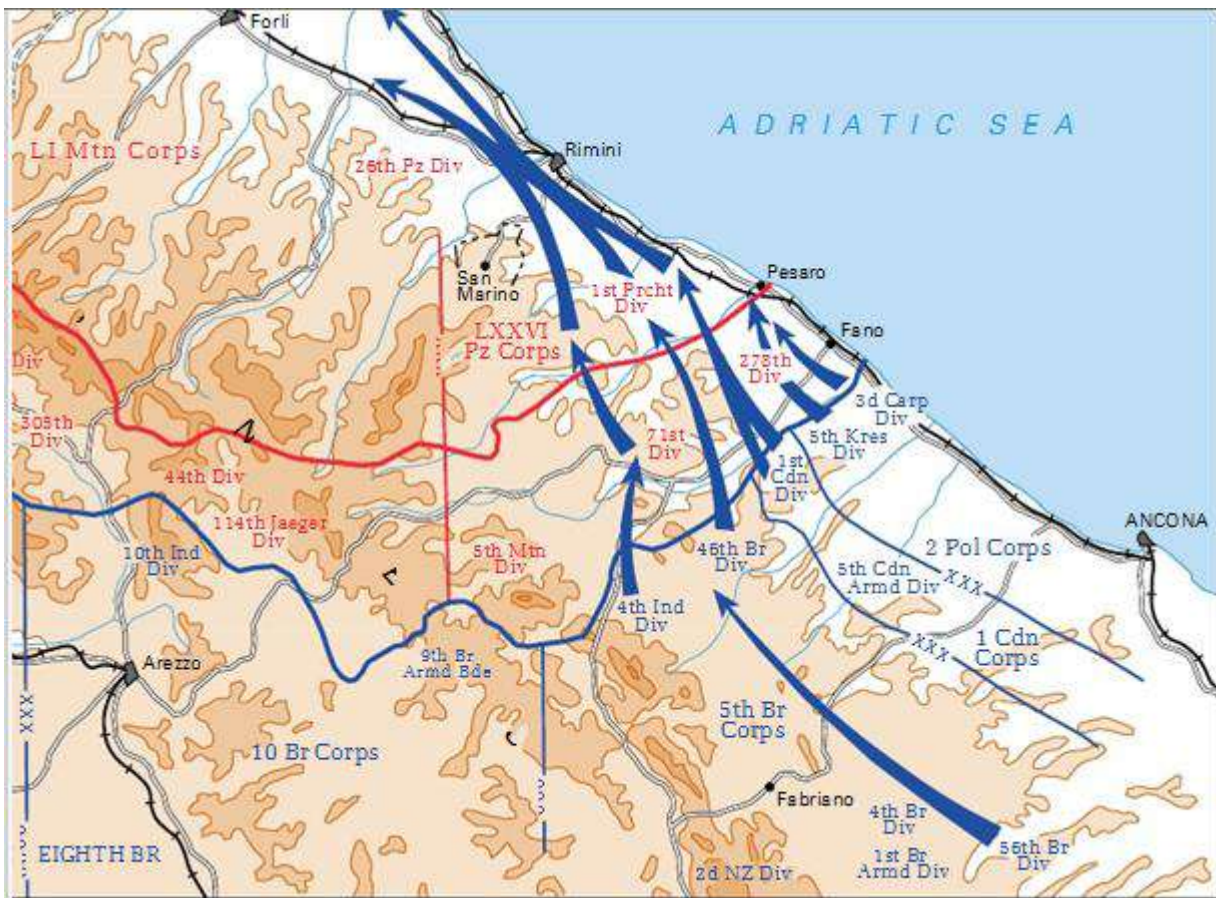 Forli
ADRIATIC SEA
LI Mtn Corps
26th Pz Div
Rimini
San
Marino
1st Prcht
Div
Pesaro
LXXVI
Pz Corps
Fano
278th
Div
Div
305th
Div
3d Carp
Div
71st
Div
5th Kres
Div
44th Div
1st
Cdn
Div
114th Jaeger
Div
ANCONA
10th Ind
Div
5th Mtn
Div
46th Br
Div
2 Pol Corps
5th Cdn
Armd Div
XXX
4th Ind
Div
1 Cdn
Corps
XXX
Arezzo
9th Br
Armd Bde
XXX
5th Br
Corps
10 Br Corps
Fabriano
4th Br
Div
EIGHTH BR
56th Br
Div
1st Br
Armd Div
2d NZ Div